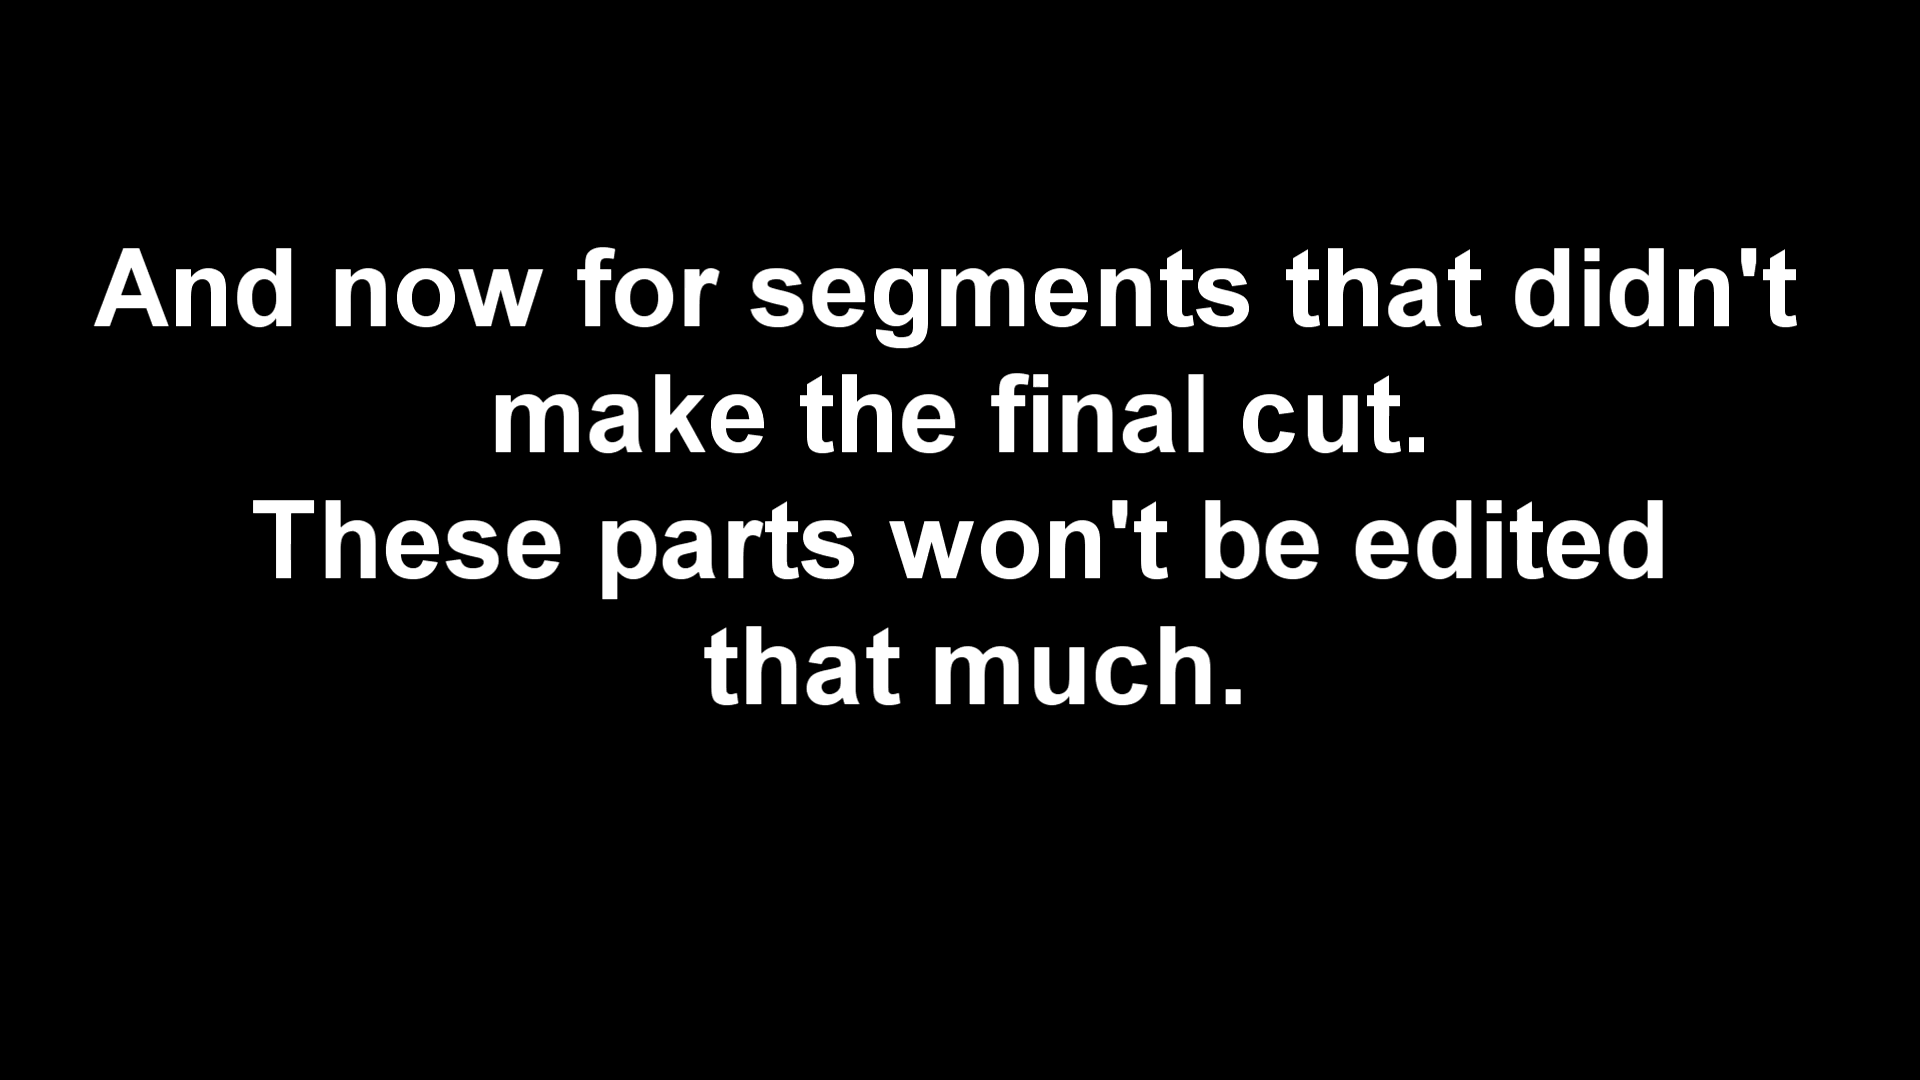 And now for segments that didn't
make the final cut.
These parts won't be edited
that much.